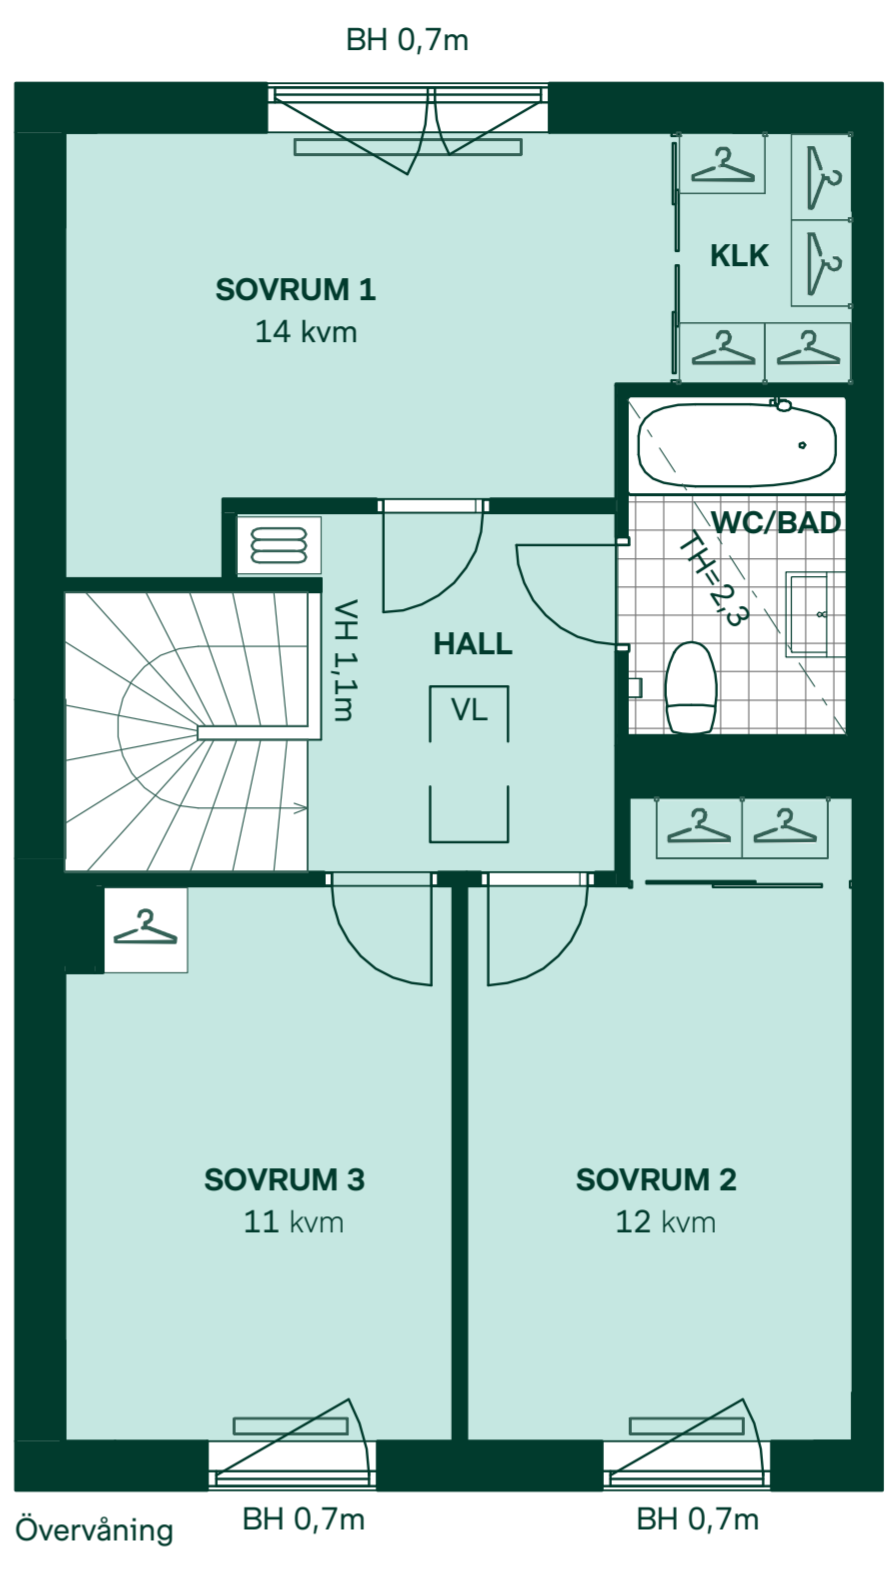 BH 0,7m
SOVRUM 1
14 kvm
KLK
WC/BAD
TH=2,3
VH 1,1m
HALL
VL
SOVRUM 3
11 kvm
SOVRUM 2
12 kvm
BH 0,7m
BH 0,7m
Övervåning